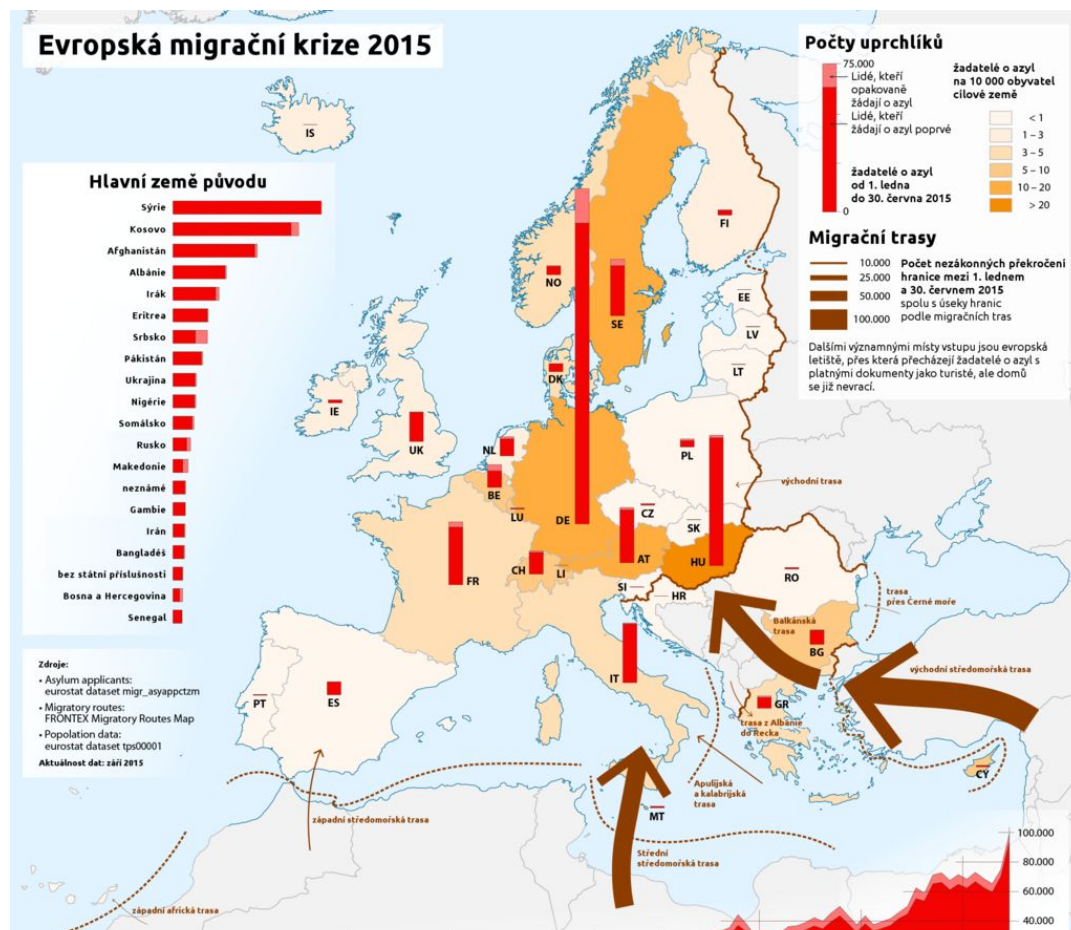 Evropská migrační krize 2015
Počty uprchlíků
75.000
Lidé, kteří
opakovaně
žádají o azyl
Lidé, kteří
žádají o azyl poprvé
žadatelé o azyl
od 1. ledna
do 30. června 2015
0
žadatelé o azyl
na 10 000 obyvatel
cílové země
< 1
1 – 3
3 – 5
5 – 10
10 – 20
> 20
Migrační trasy
10.000
25.000
50.000
100.000
Počet nezákonných překročení
hranice mezi 1. lednem
a 30. červnem 2015
spolu s úseky hranic
podle migračních tras
Dalšími významnými místy vstupu jsou evropská
letiště, přes která přecházejí žadatelé o azyl s
platnými dokumenty jako turisté, ale domů
se již nevrací.
Hlavní země původu
Sýrie
Kosovo
Afghanistán
Albánie
Irák
Eritrea
Srbsko
Pákistán
Ukrajina
Nigérie
Somálsko
Rusko
Makedonie
neznámé
Gambie
Irán
Bangladéš
bez státní příslušnosti
Bosna a Hercegovina
Senegal
Zdroje:
• Asylum applicants:
eurostat dataset migr_asyappctzm
• Migratory routes:
FRONTEX Migratory Routes Map
• Popolation data:
eurostat dataset tps00001
Aktuálnost dat: září 2015
IS
FI
NO
SE
EE
LV
LT
DK
IE
UK
NL
BE
LU
DE
PL
CZ
SK
AT
HU
CH
LI
FR
SI
HR
RO
BG
IT
GR
PT
ES
MT
CY
východní trasa
trasa
přes Černé moře
Balkánská
trasa
východní středomořská trasa
trasa z Albánie
do Řecka
Apulijská
a kalabrijská
trasa
Střední
středomořská trasa
západní středomořská trasa
západní africká trasa
100.000
80.000
60.000
40.000